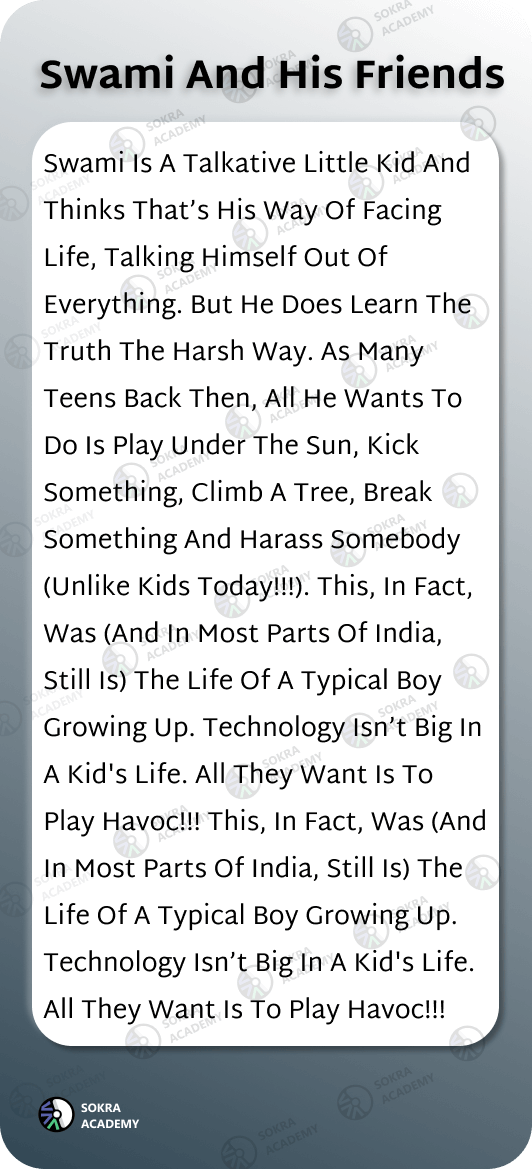 Swami And His Friends
Swami Is A Talkative Little Kid And
Thinks That’s His Way Of Facing
Life, Talking Himself Out Of
Everything. But He Does Learn The
Truth The Harsh Way. As Many
Teens Back Then, All He Wants To
Do Is Play Under The Sun, Kick
Something, Climb A Tree, Break
Something And Harass Somebody
(Unlike Kids Today!!!). This, In Fact,
Was (And In Most Parts Of India,
Still Is) The Life Of A Typical Boy
Growing Up. Technology Isn’t Big In
A Kid's Life. All They Want Is To
Play Havoc!!! This, In Fact, Was (And
In Most Parts Of India, Still Is) The
Life Of A Typical Boy Growing Up.
Technology Isn’t Big In A Kid's Life.
All They Want Is To Play Havoc!!!
SOKRA
ACADEMY